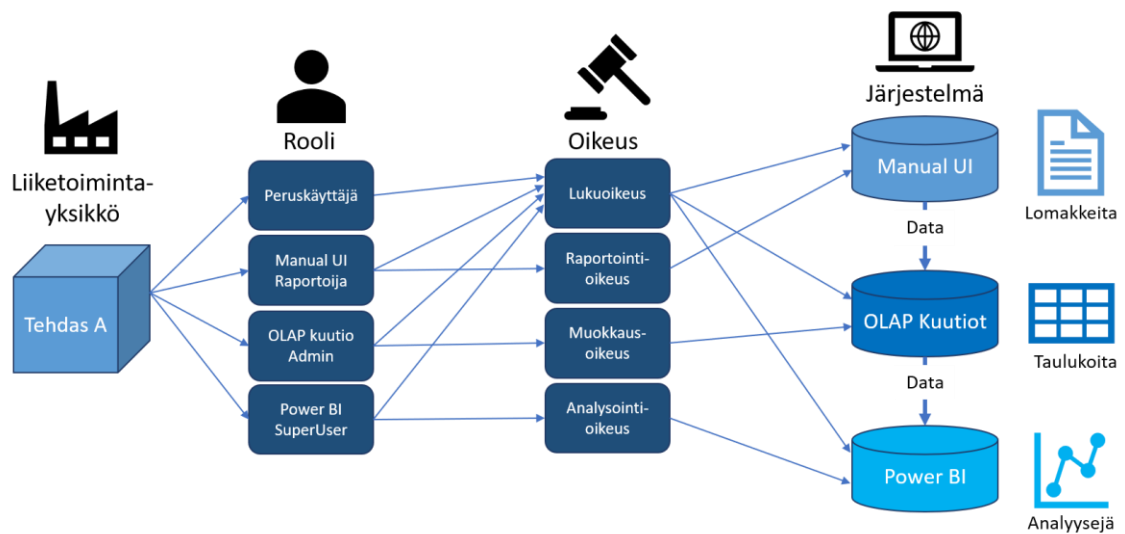 Liiketoiminta-
yksikkö
Tehdas A
Rooli
Peruskäyttäjä
Manual UI
Raportoija
OLAP kuutio
Admin
Power BI
SuperUser
Oikeus
Lukuoikeus
Raportointi-
oikeus
Muokkaus-
oikeus
Analysointi-
oikeus
Järjestelmä
Manual UI
Data
OLAP Kuutiot
Data
Power BI
Lomakkeita
Taulukoita
Analyysejä